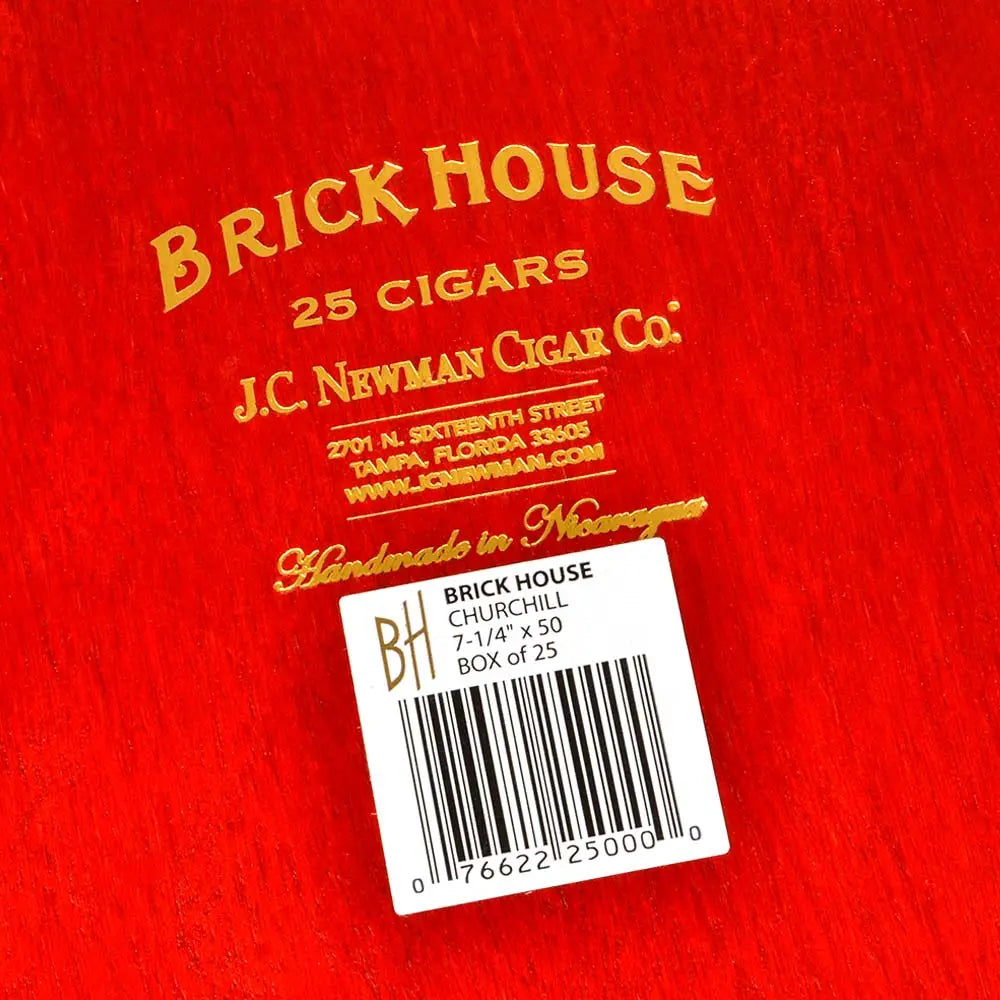 BRICK HOUSE
25 CIGARS
J.C. NEWMAN CIGAR CO.
2701 N. SIXTEENTH STREET
TAMPA, FLORIDA 33605
WWW.JCNEWMAN.COM
Handmade in Nicaragua
BH
BRICK HOUSE
CHURCHILL
7-1/4" x 50
BOX of 25
0 76622 25000 0